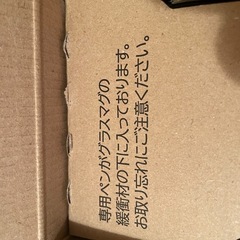 専用ペンがグラスマグの
緩衝材の下に入っております。
お取り忘れにご注意ください。